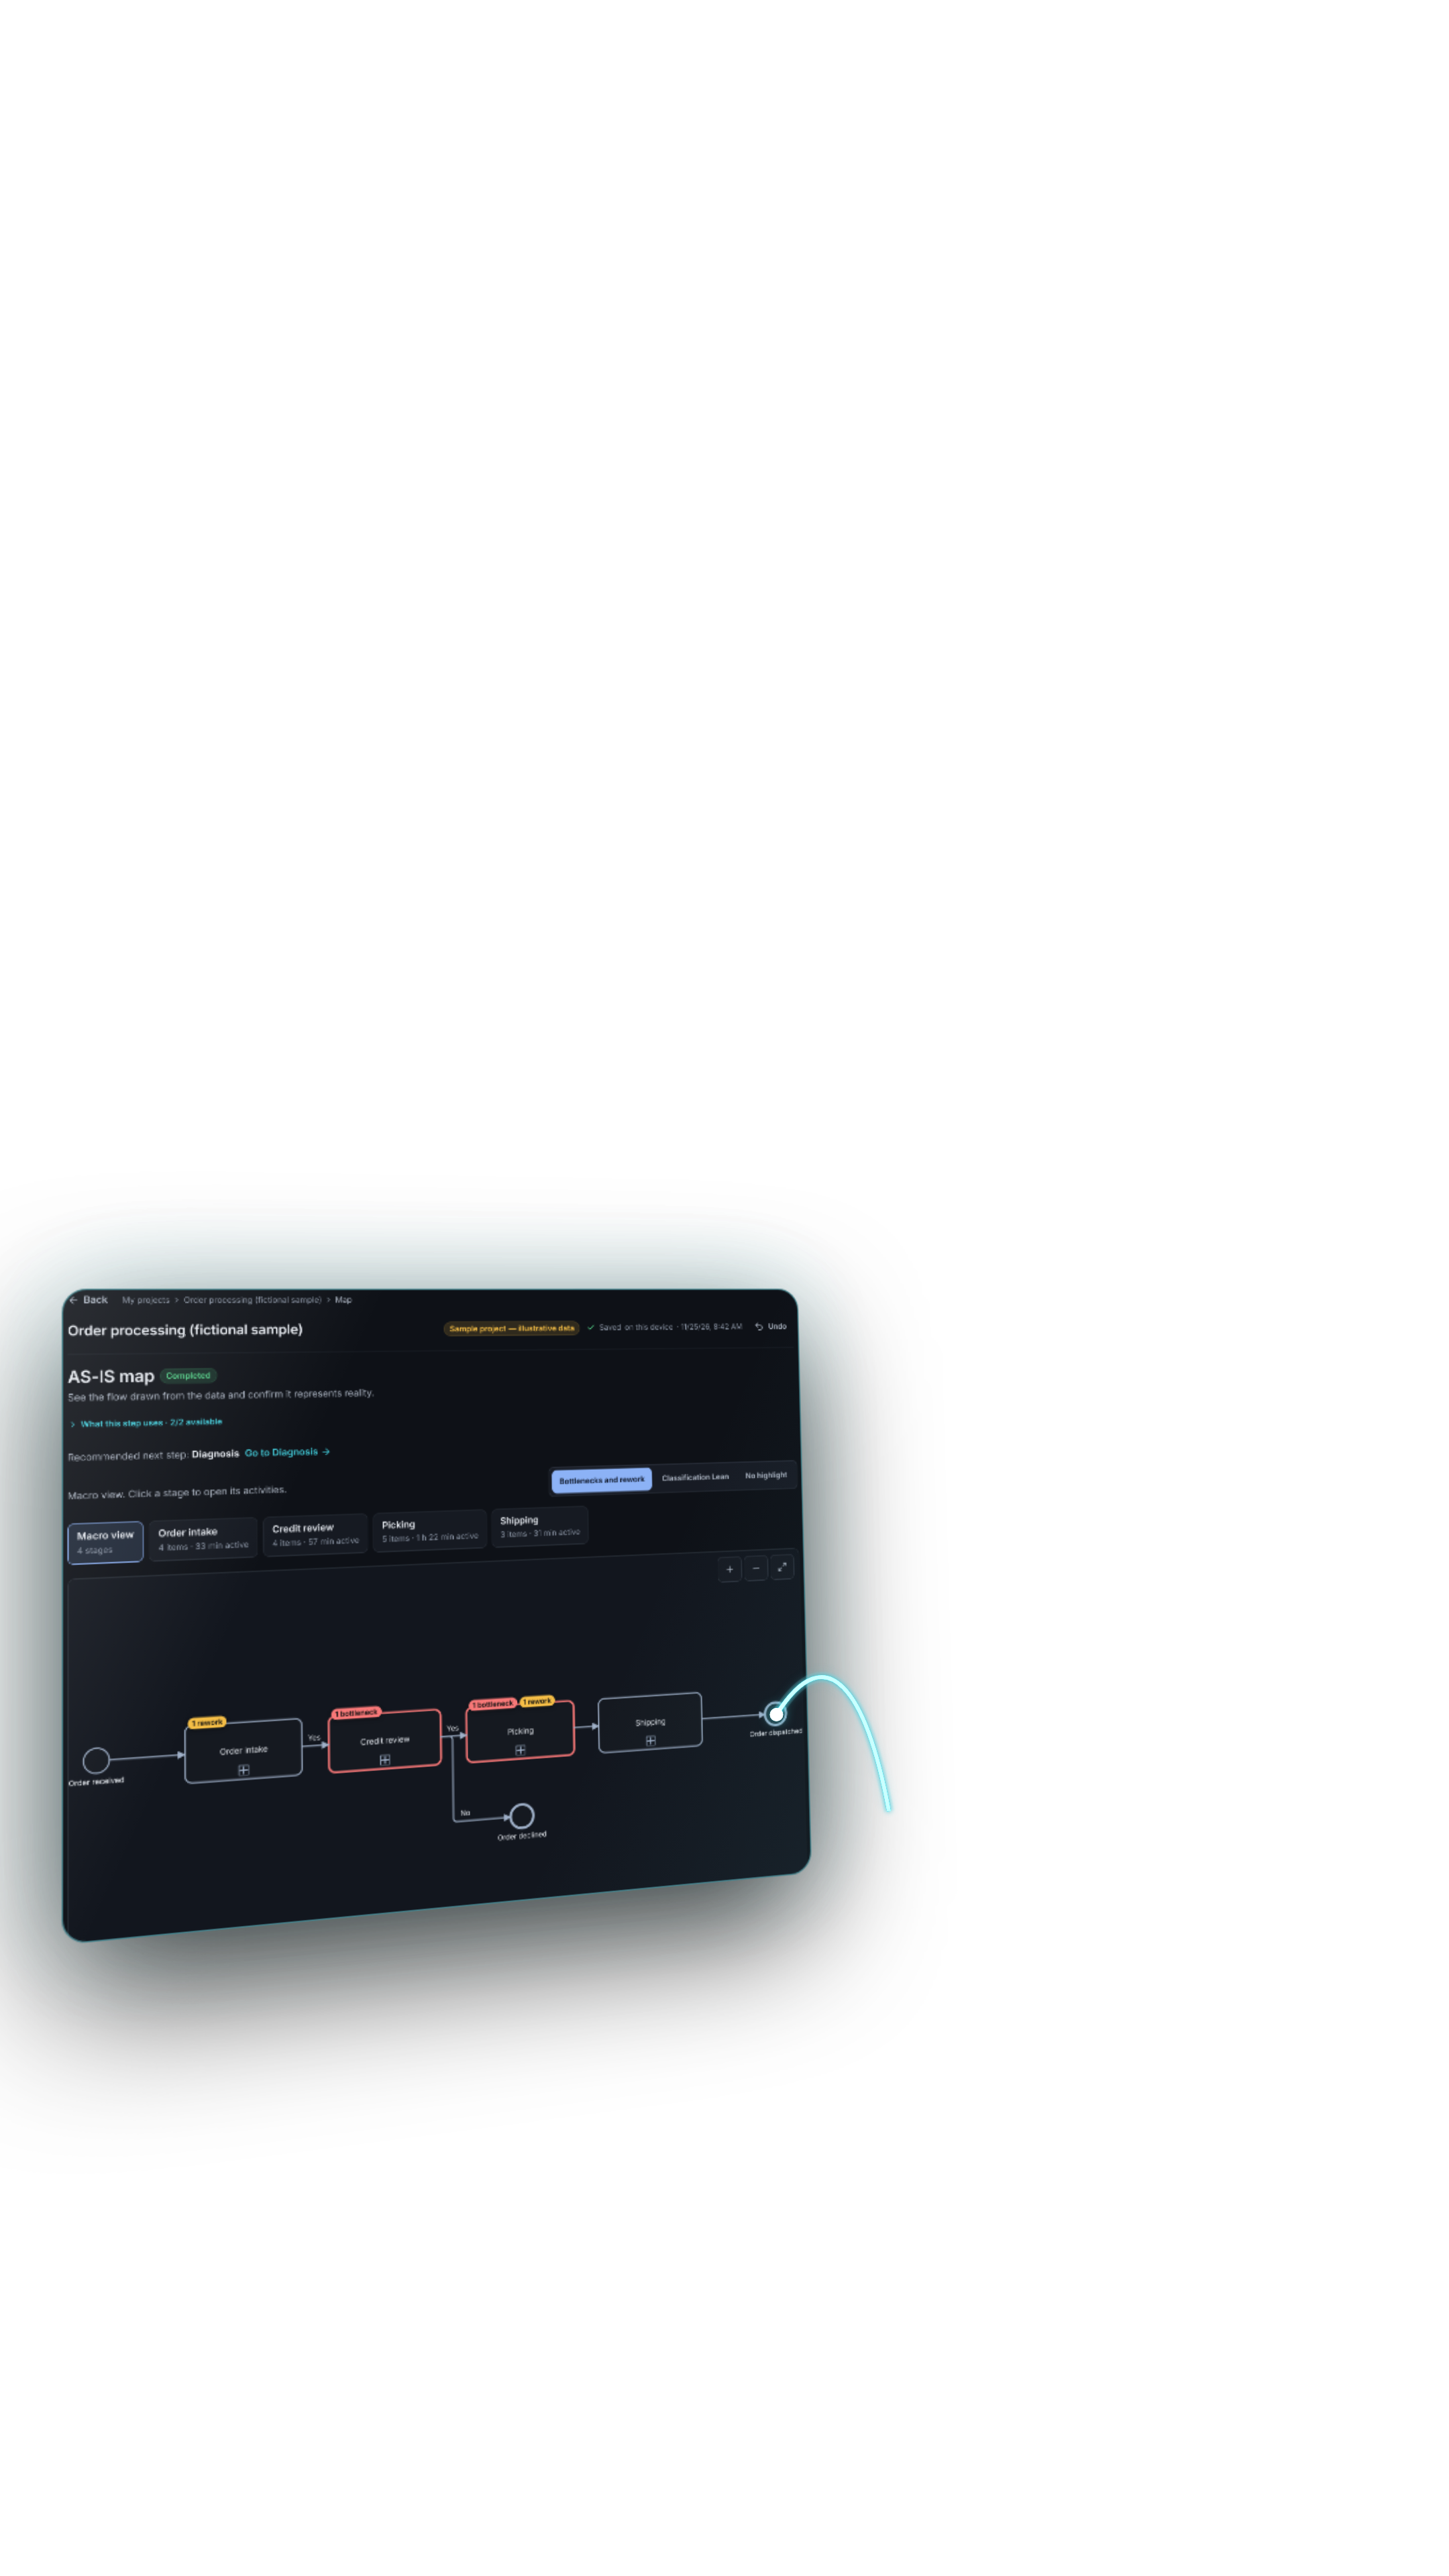 Back
My projects > Order processing (fictional sample) > Map
Order processing (fictional sample)
Sample project — illustrative data
Saved on this device · 11/25/26, 8:42 AM
Undo
AS-IS map
Completed
See the flow drawn from the data and confirm it represents reality.
What this step uses · 2/2 available
Recommended next step: Diagnosis Go to Diagnosis →
Macro view. Click a stage to open its activities.
Bottlenecks and rework
Classification Lean
No highlight
Macro view
4 stages
Order intake
4 items · 33 min active
Credit review
4 items · 57 min active
Picking
5 items · 1 h 22 min active
Shipping
3 items · 31 min active
Order received
1 rework
Order intake
Yes
1 bottleneck
Credit review
Yes
1 bottleneck
1 rework
Picking
Shipping
Order dispatched
No
Order declined